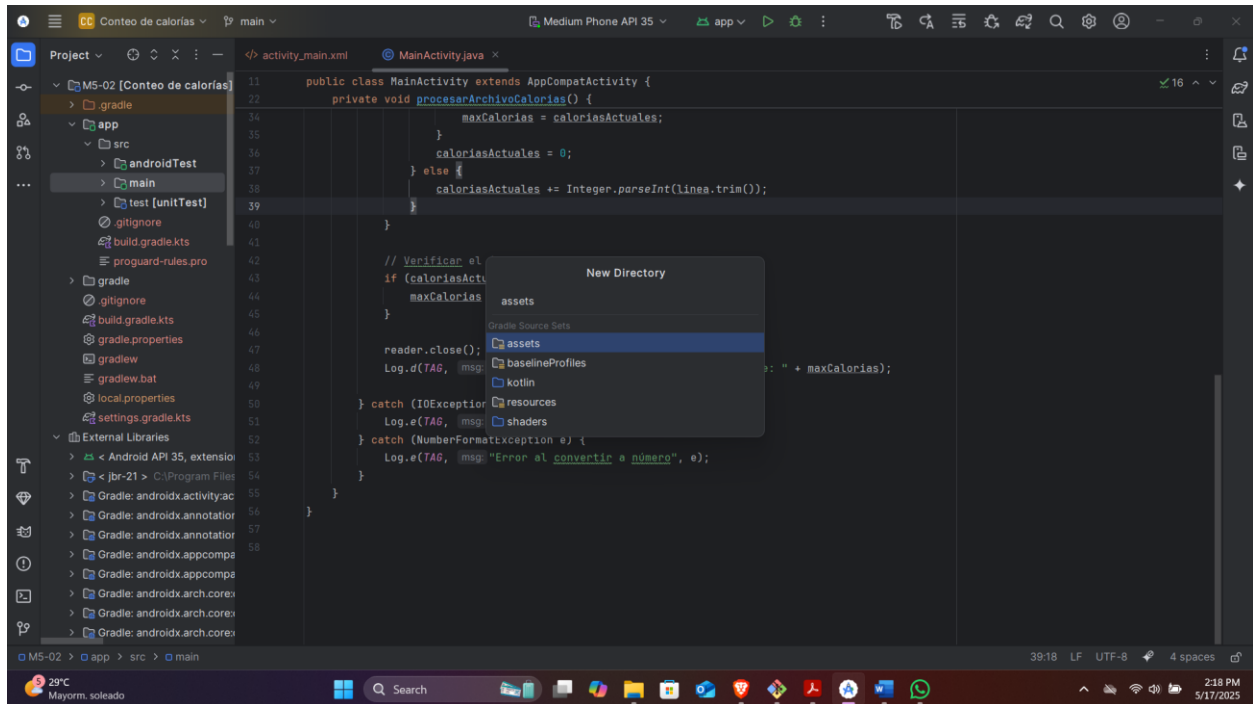 CC Conteo de calorías main Medium Phone API 35 app
Project
activity_main.xml MainActivity.java
M5-02 [Conteo de calorías]
.gradle
app
src
androidTest
main
test [unitTest]
.gitignore
build.gradle.kts
proguard-rules.pro
gradle
.gitignore
build.gradle.kts
gradle.properties
gradlew
gradlew.bat
local.properties
settings.gradle.kts
External Libraries
< Android API 35, extension
< jbr-21 > C:\Program Files
Gradle: androidx.activity:ac
Gradle: androidx.annotation
Gradle: androidx.annotation
Gradle: androidx.appcompa
Gradle: androidx.appcompa
Gradle: androidx.arch.core:
Gradle: androidx.arch.core:
Gradle: androidx.arch.core:
16
11 public class MainActivity extends AppCompatActivity {
22 private void procesarArchivoCalorias() {
34 maxCalorias = caloriasActuales;
35 }
36 caloriasActuales = 0;
37 } else {
38 caloriasActuales += Integer.parseInt(linea.trim());
39 }
40 }
41
42 // Verificar el
43 if (caloriasActu
44 maxCalorias
45 }
46
47 reader.close();
48 Log.d(TAG, msg: e: " + maxCalorias);
49
50 } catch (IOException
51 Log.e(TAG, msg:
52 } catch (NumberFormatException e) {
53 Log.e(TAG, msg: "Error al convertir a número", e);
54 }
55 }
56 }
57
58
New Directory
assets
Gradle Source Sets
assets
baselineProfiles
kotlin
resources
shaders
M5-02 > app > src > main
39:18 LF UTF-8 4 spaces
5
29°C
Mayorm. soleado
Search
2:18 PM
5/17/2025